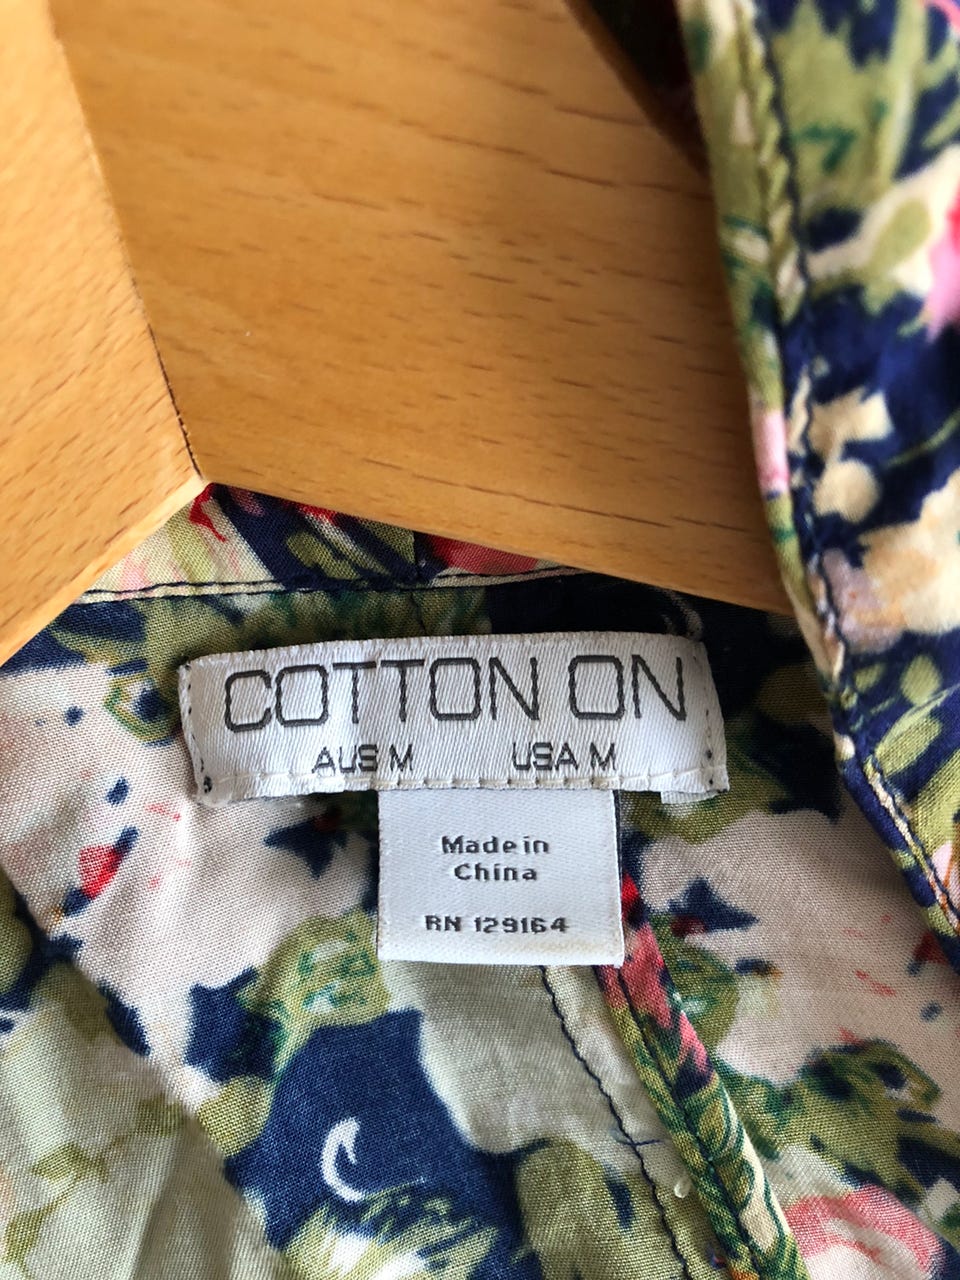 COTTON ON
AUS M USA M
Made in
China
RN 129164